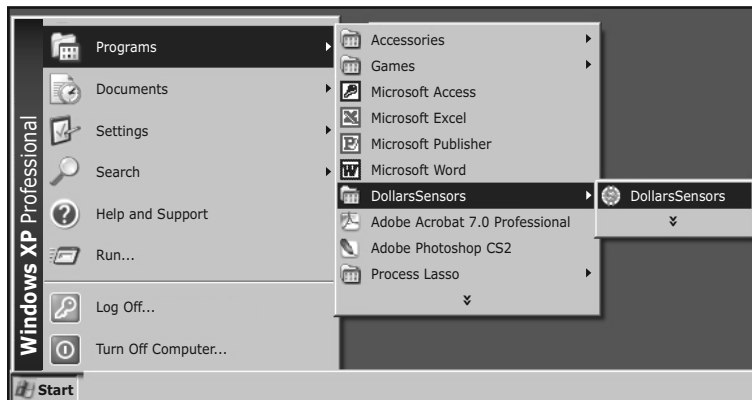 Windows XP Professional
Programs
Documents
Settings
Search
Help and Support
Run...
Log Off...
Turn Off Computer...
Accessories
Games
Microsoft Access
Microsoft Excel
Microsoft Publisher
Microsoft Word
DollarsSensors
Adobe Acrobat 7.0 Professional
Adobe Photoshop CS2
Process Lasso
DollarsSensors
Start